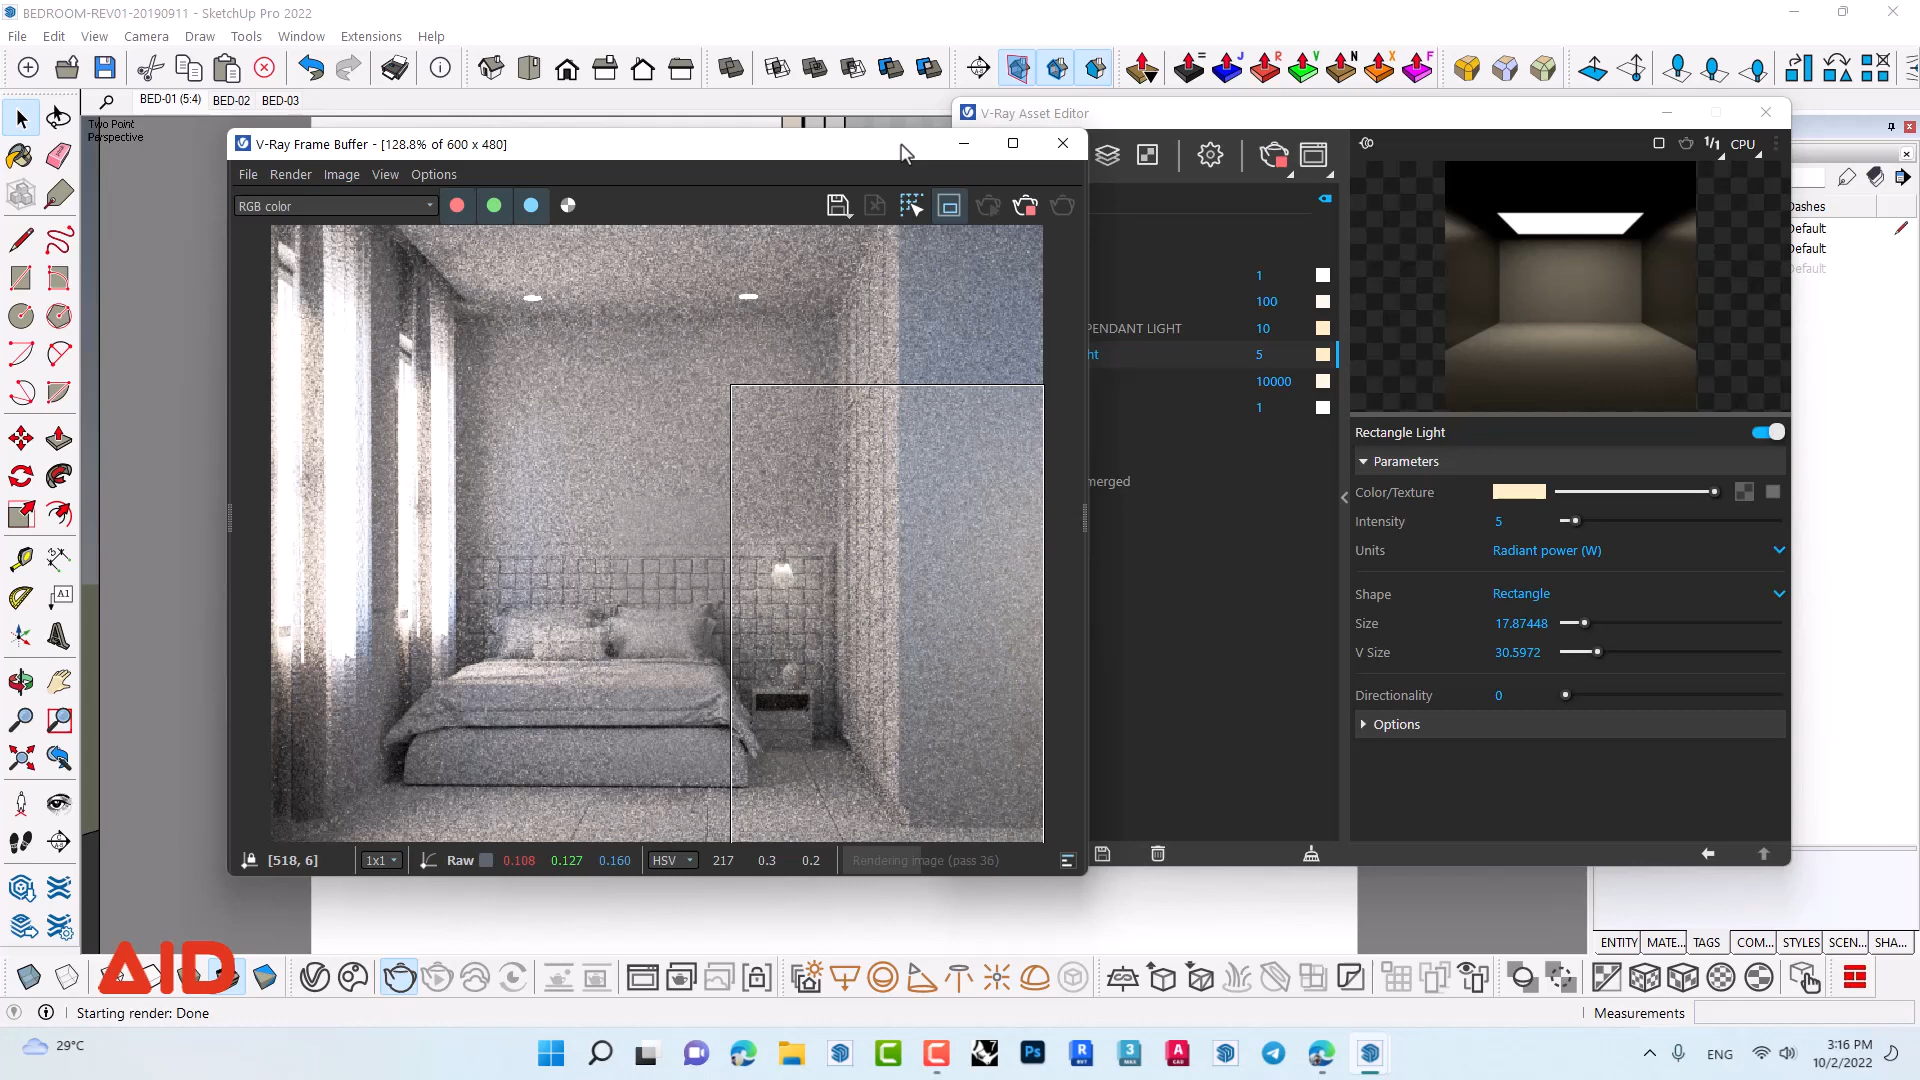 BEDROOM-REV01-20190911 - SketchUp Pro 2022
File Edit View Camera Draw Tools Window Extensions Help
BED-01 (5:4) BED-02 BED-03
Two Point
Perspective
V-Ray Asset Editor
V-Ray Frame Buffer - [128.8% of 600 x 480]
File Render Image View Options
RGB color
1/1 CPU
Dashes
Default
Default
Default
1
100
PENDANT LIGHT 10
ht 5
10000
1
merged
Rectangle Light
Parameters
Color/Texture
Intensity 5
Units Radiant power (W)
Shape Rectangle
Size 17.87448
V Size 30.5972
Directionality 0
Options
[518, 6] 1x1 Raw 0.108 0.127 0.160 HSV 217 0.3 0.2 Rendering image (pass 36)
ENTITY MATE... TAGS COM... STYLES SCEN... SHA...
AID
Starting render: Done
Measurements
29°C
ENG
3:16 PM
10/2/2022